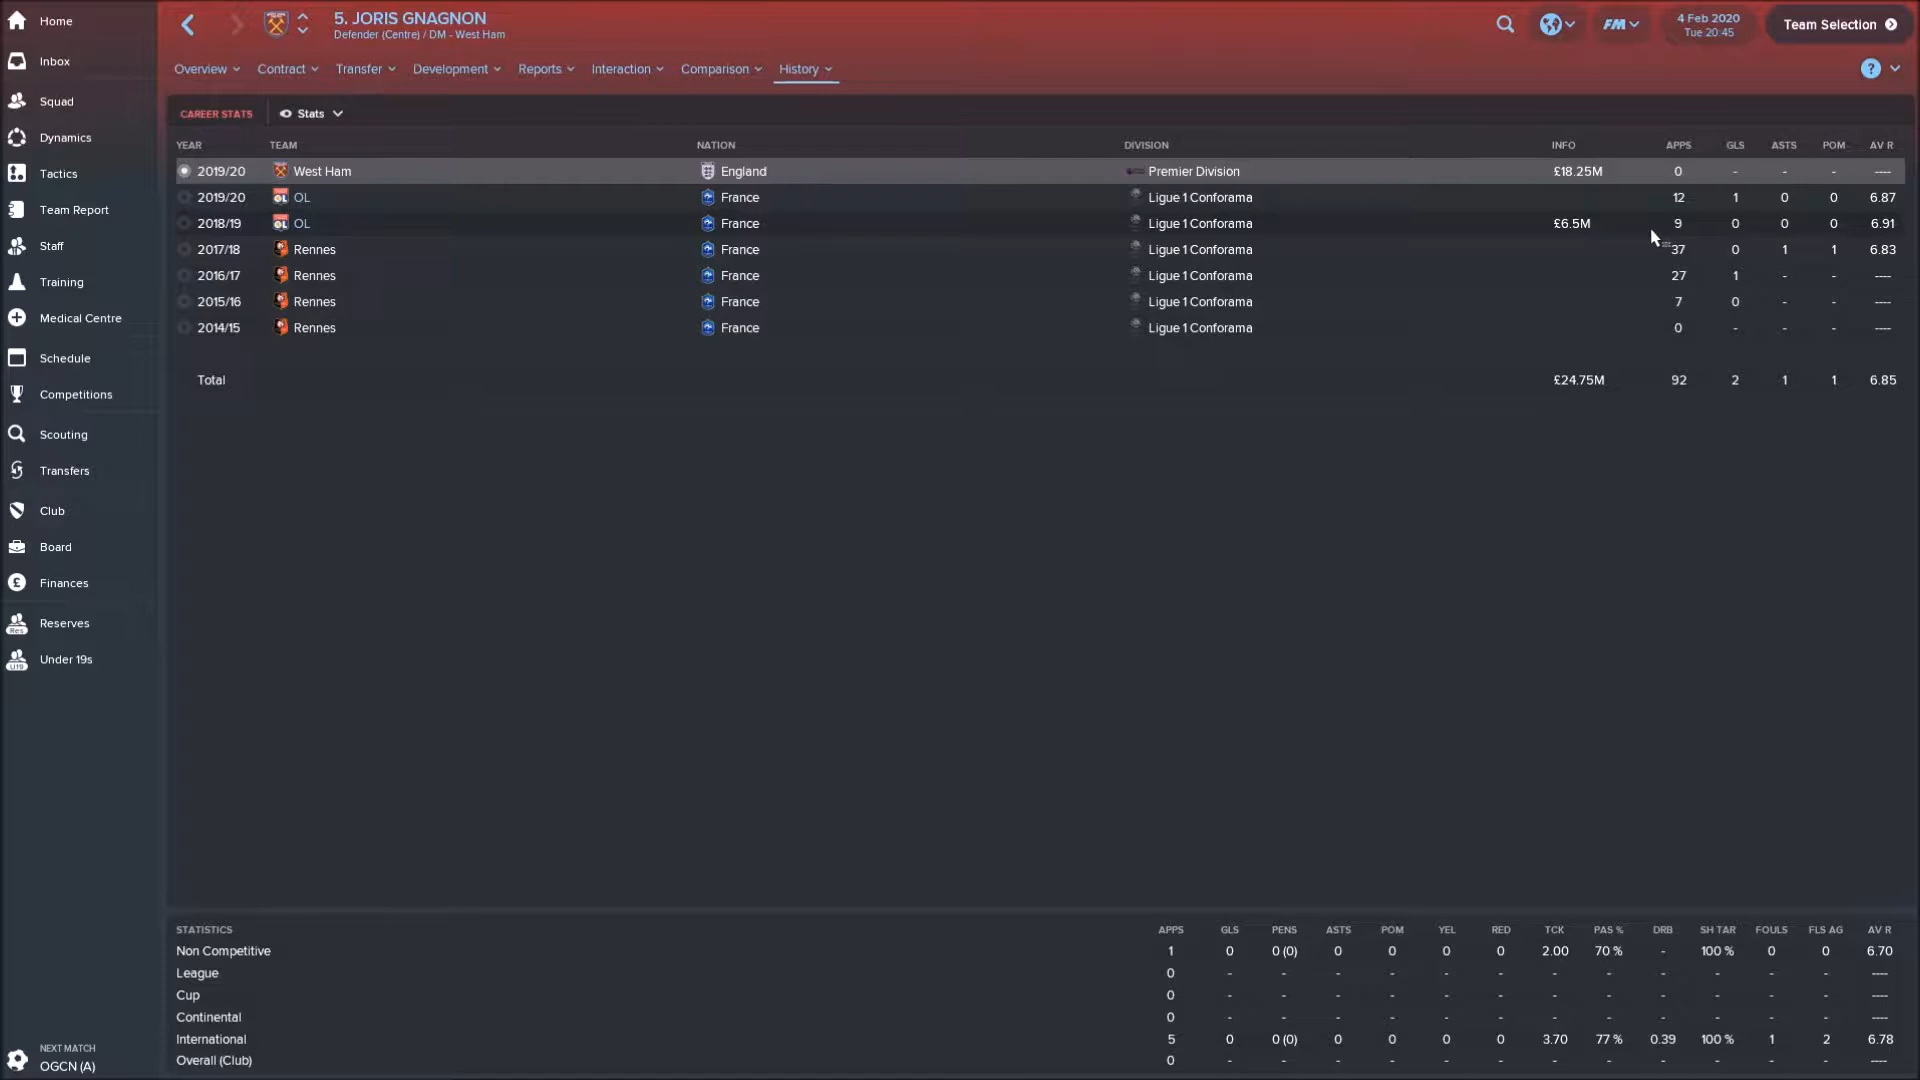 Home
Inbox
Squad
Dynamics
Tactics
Team Report
Staff
Training
Medical Centre
Schedule
Competitions
Scouting
Transfers
Club
Board
Finances
Reserves
Under 19s
NEXT MATCH
OGCN (A)
5. JORIS GNAGNON
Defender (Centre) / DM - West Ham
FM
4 Feb 2020
Tue 20:45
Team Selection
Overview Contract Transfer Development Reports Interaction Comparison History
?
CAREER STATS Stats
YEAR TEAM NATION DIVISION INFO APPS GLS ASTS POM AV R
2019/20 West Ham England Premier Division £18.25M 0 - - - ----
2019/20 OL France Ligue 1 Conforama 12 1 0 0 6.87
2018/19 OL France Ligue 1 Conforama £6.5M 9 0 0 0 6.91
2017/18 Rennes France Ligue 1 Conforama 37 0 1 1 6.83
2016/17 Rennes France Ligue 1 Conforama 27 1 - - ----
2015/16 Rennes France Ligue 1 Conforama 7 0 - - ----
2014/15 Rennes France Ligue 1 Conforama 0 - - - ----
Total £24.75M 92 2 1 1 6.85
STATISTICS APPS GLS PENS ASTS POM YEL RED TCK PAS % DRB SH TAR FOULS FLS AG AV R
Non Competitive 1 0 0 (0) 0 0 0 0 2.00 70 % - 100 % 0 0 6.70
League 0 - - - - - - - - - - - - ----
Cup 0 - - - - - - - - - - - - ----
Continental 0 - - - - - - - - - - - - ----
International 5 0 0 (0) 0 0 0 0 3.70 77 % 0.39 100 % 1 2 6.78
Overall (Club) 0 - - - - - - - - - - - - ----